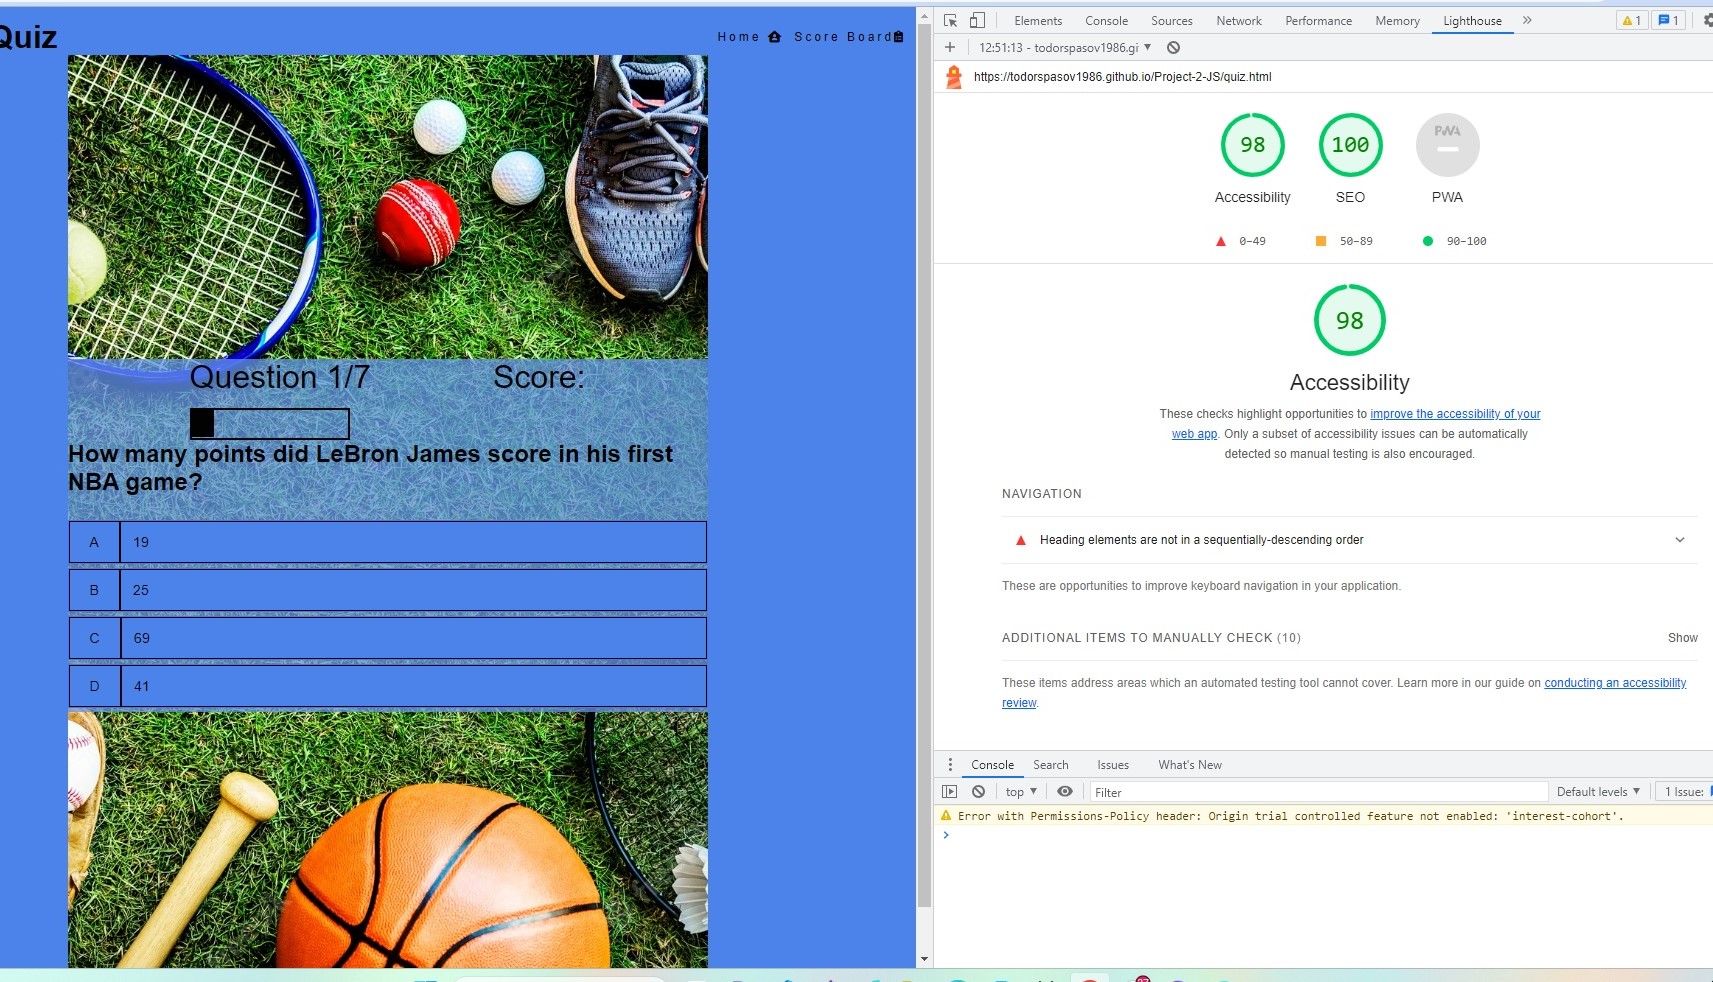 Quiz
Home Score Board
Question 1/7 Score:
How many points did LeBron James score in his first
NBA game?
A 19
B 25
C 69
D 41
Elements Console Sources Network Performance Memory Lighthouse » 1 1
+ 12:51:13 - todorspasov1986.gi ▼
https://todorspasov1986.github.io/Project-2-JS/quiz.html
98 100 PWA
Accessibility SEO PWA
0–49 50–89 90–100
98
Accessibility
These checks highlight opportunities to improve the accessibility of your
web app. Only a subset of accessibility issues can be automatically
detected so manual testing is also encouraged.
NAVIGATION
Heading elements are not in a sequentially-descending order
These are opportunities to improve keyboard navigation in your application.
ADDITIONAL ITEMS TO MANUALLY CHECK (10) Show
These items address areas which an automated testing tool cannot cover. Learn more in our guide on conducting an accessibility
review.
Console Search Issues What's New
top ▼ Filter Default levels ▼ 1 Issue:
Error with Permissions-Policy header: Origin trial controlled feature not enabled: 'interest-cohort'.
>